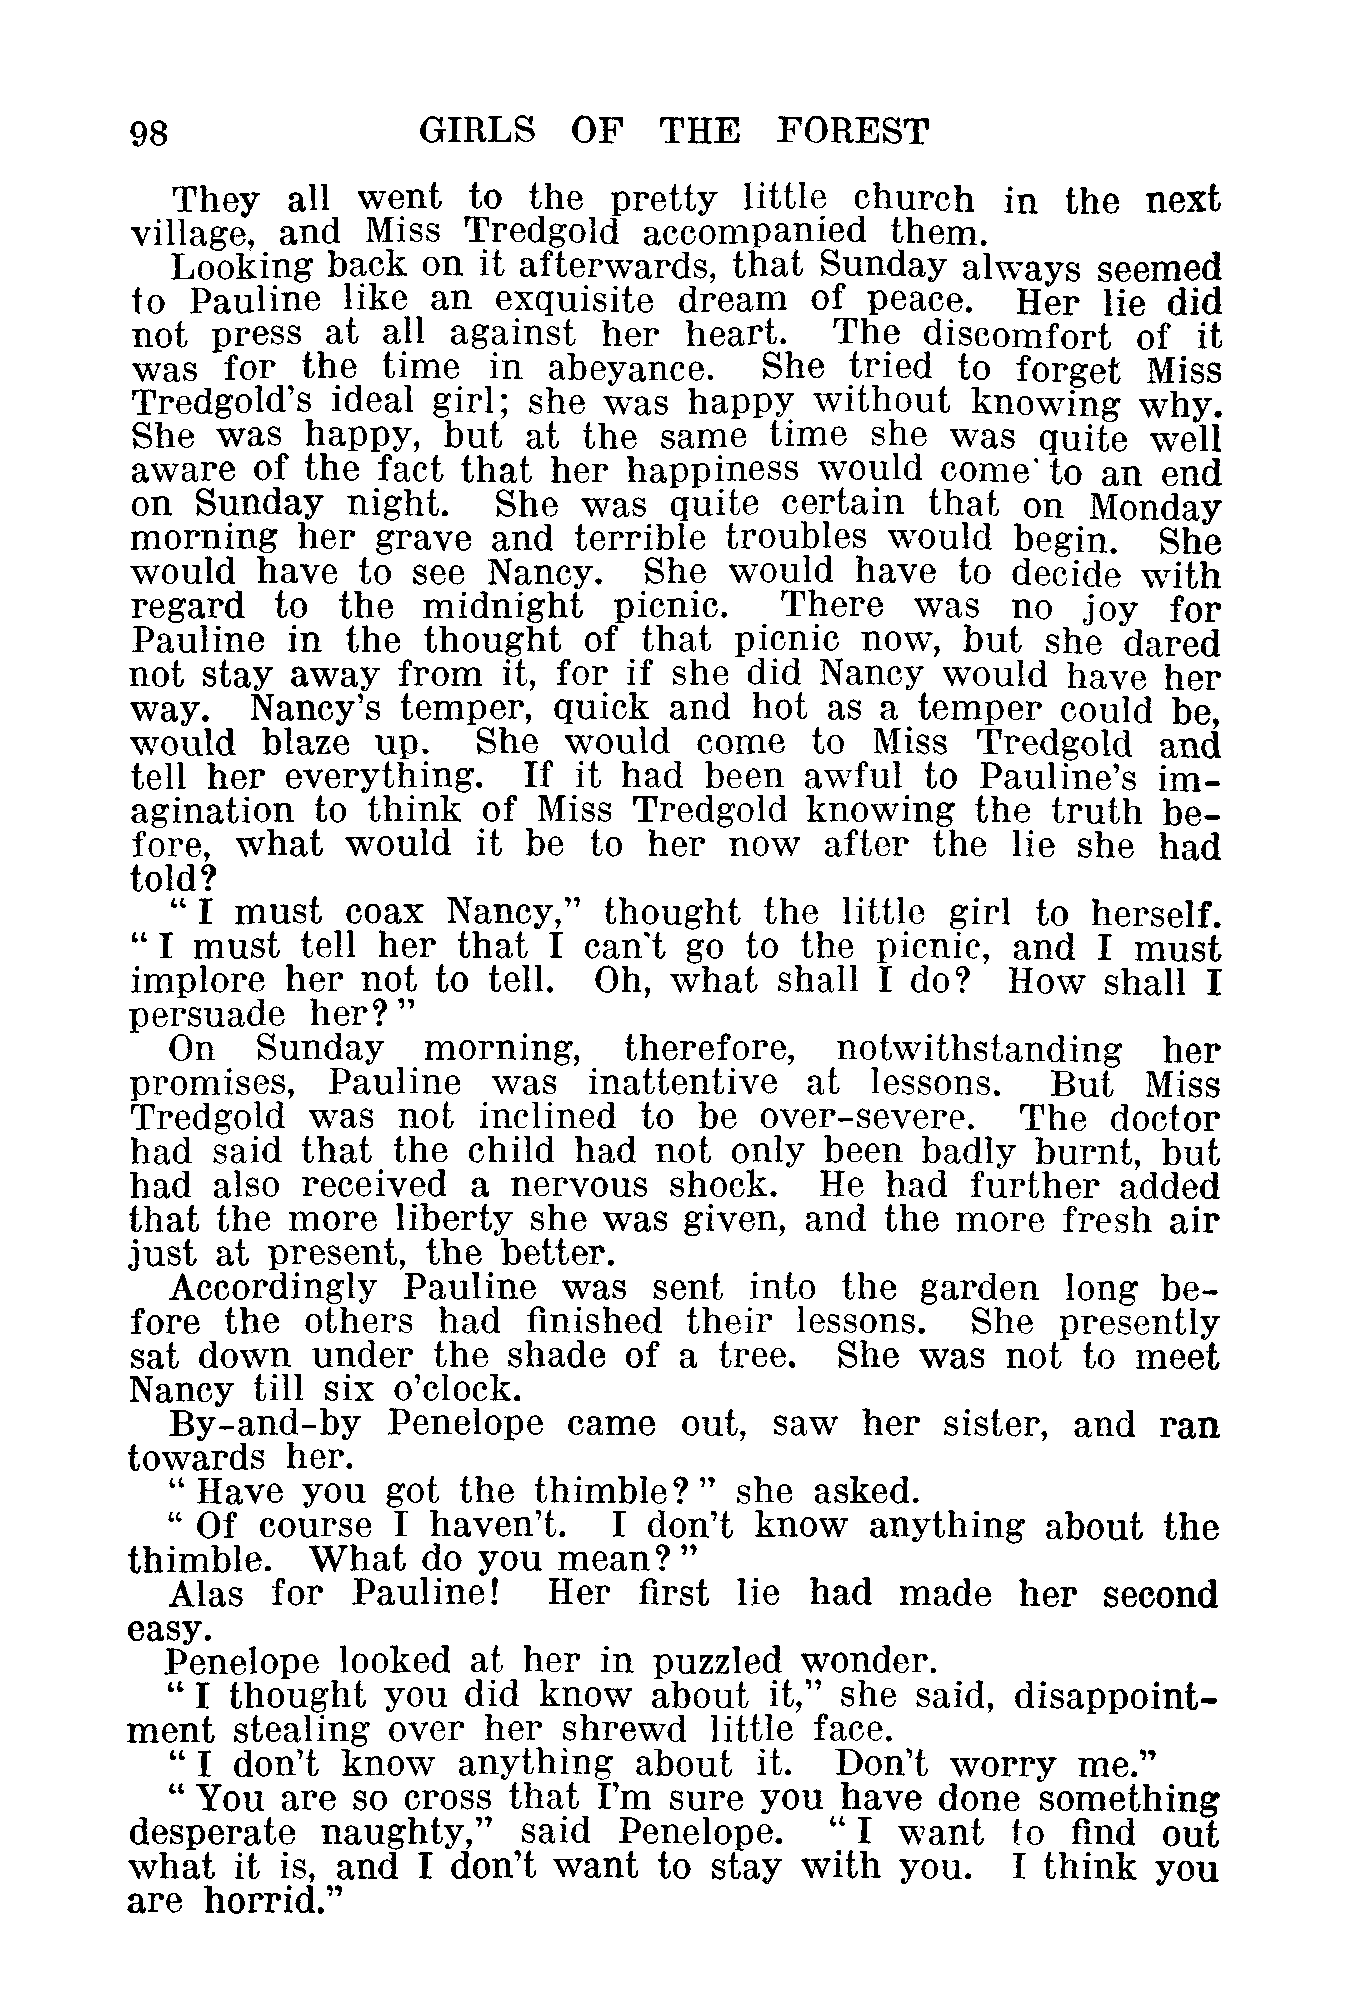 98 GIRLS OF THE FOREST
They all went to the pretty little church in the next
village, and Miss Tredgold accompanied them.
Looking back on it afterwards, that Sunday always seemed
to Pauline like an exquisite dream of peace. Her lie did
not press at all against her heart. The discomfort of it
was for the time in abeyance. She tried to forget Miss
Tredgold's ideal girl; she was happy without knowing why.
She was happy, but at the same time she was quite well
aware of the fact that her happiness would come to an end
on Sunday night. She was quite certain that on Monday
morning her grave and terrible troubles would begin. She
would have to see Nancy. She would have to decide with
regard to the midnight picnic. There was no joy for
Pauline in the thought of that picnic now, but she dared
not stay away from it, for if she did Nancy would have her
way. Nancy's temper, quick and hot as a temper could be,
would blaze up. She would come to Miss Tredgold and
tell her everything. If it had been awful to Pauline's im-
agination to think of Miss Tredgold knowing the truth be-
fore, what would it be to her now after the lie she had
told?
"I must coax Nancy," thought the little girl to herself.
"I must tell her that I can't go to the picnic, and I must
implore her not to tell. Oh, what shall I do? How shall I
persuade her?"
On Sunday morning, therefore, notwithstanding her
promises, Pauline was inattentive at lessons. But Miss
Tredgold was not inclined to be over-severe. The doctor
had said that the child had not only been badly burnt, but
had also received a nervous shock. He had further added
that the more liberty she was given, and the more fresh air
just at present, the better.
Accordingly Pauline was sent into the garden long be-
fore the others had finished their lessons. She presently
sat down under the shade of a tree. She was not to meet
Nancy till six o'clock.
By-and-by Penelope came out, saw her sister, and ran
towards her.
"Have you got the thimble?" she asked.
"Of course I haven't. I don't know anything about the
thimble. What do you mean?"
Alas for Pauline! Her first lie had made her second
easy.
Penelope looked at her in puzzled wonder.
"I thought you did know about it," she said, disappoint-
ment stealing over her shrewd little face.
"I don't know anything about it. Don't worry me."
"You are so cross that I'm sure you have done something
desperate naughty," said Penelope. "I want to find out
what it is, and I don't want to stay with you. I think you
are horrid."